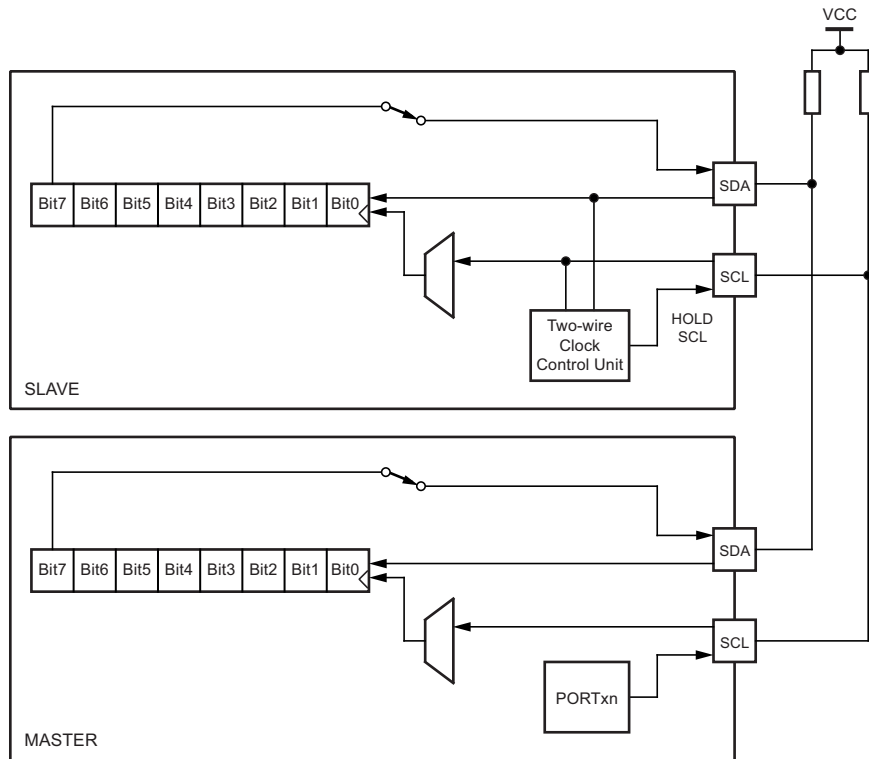 VCC
Bit7 Bit6 Bit5 Bit4 Bit3 Bit2 Bit1 Bit0
SDA
SCL
Two-wire
Clock
Control Unit
HOLD
SCL
SLAVE
Bit7 Bit6 Bit5 Bit4 Bit3 Bit2 Bit1 Bit0
SDA
SCL
PORTxn
MASTER